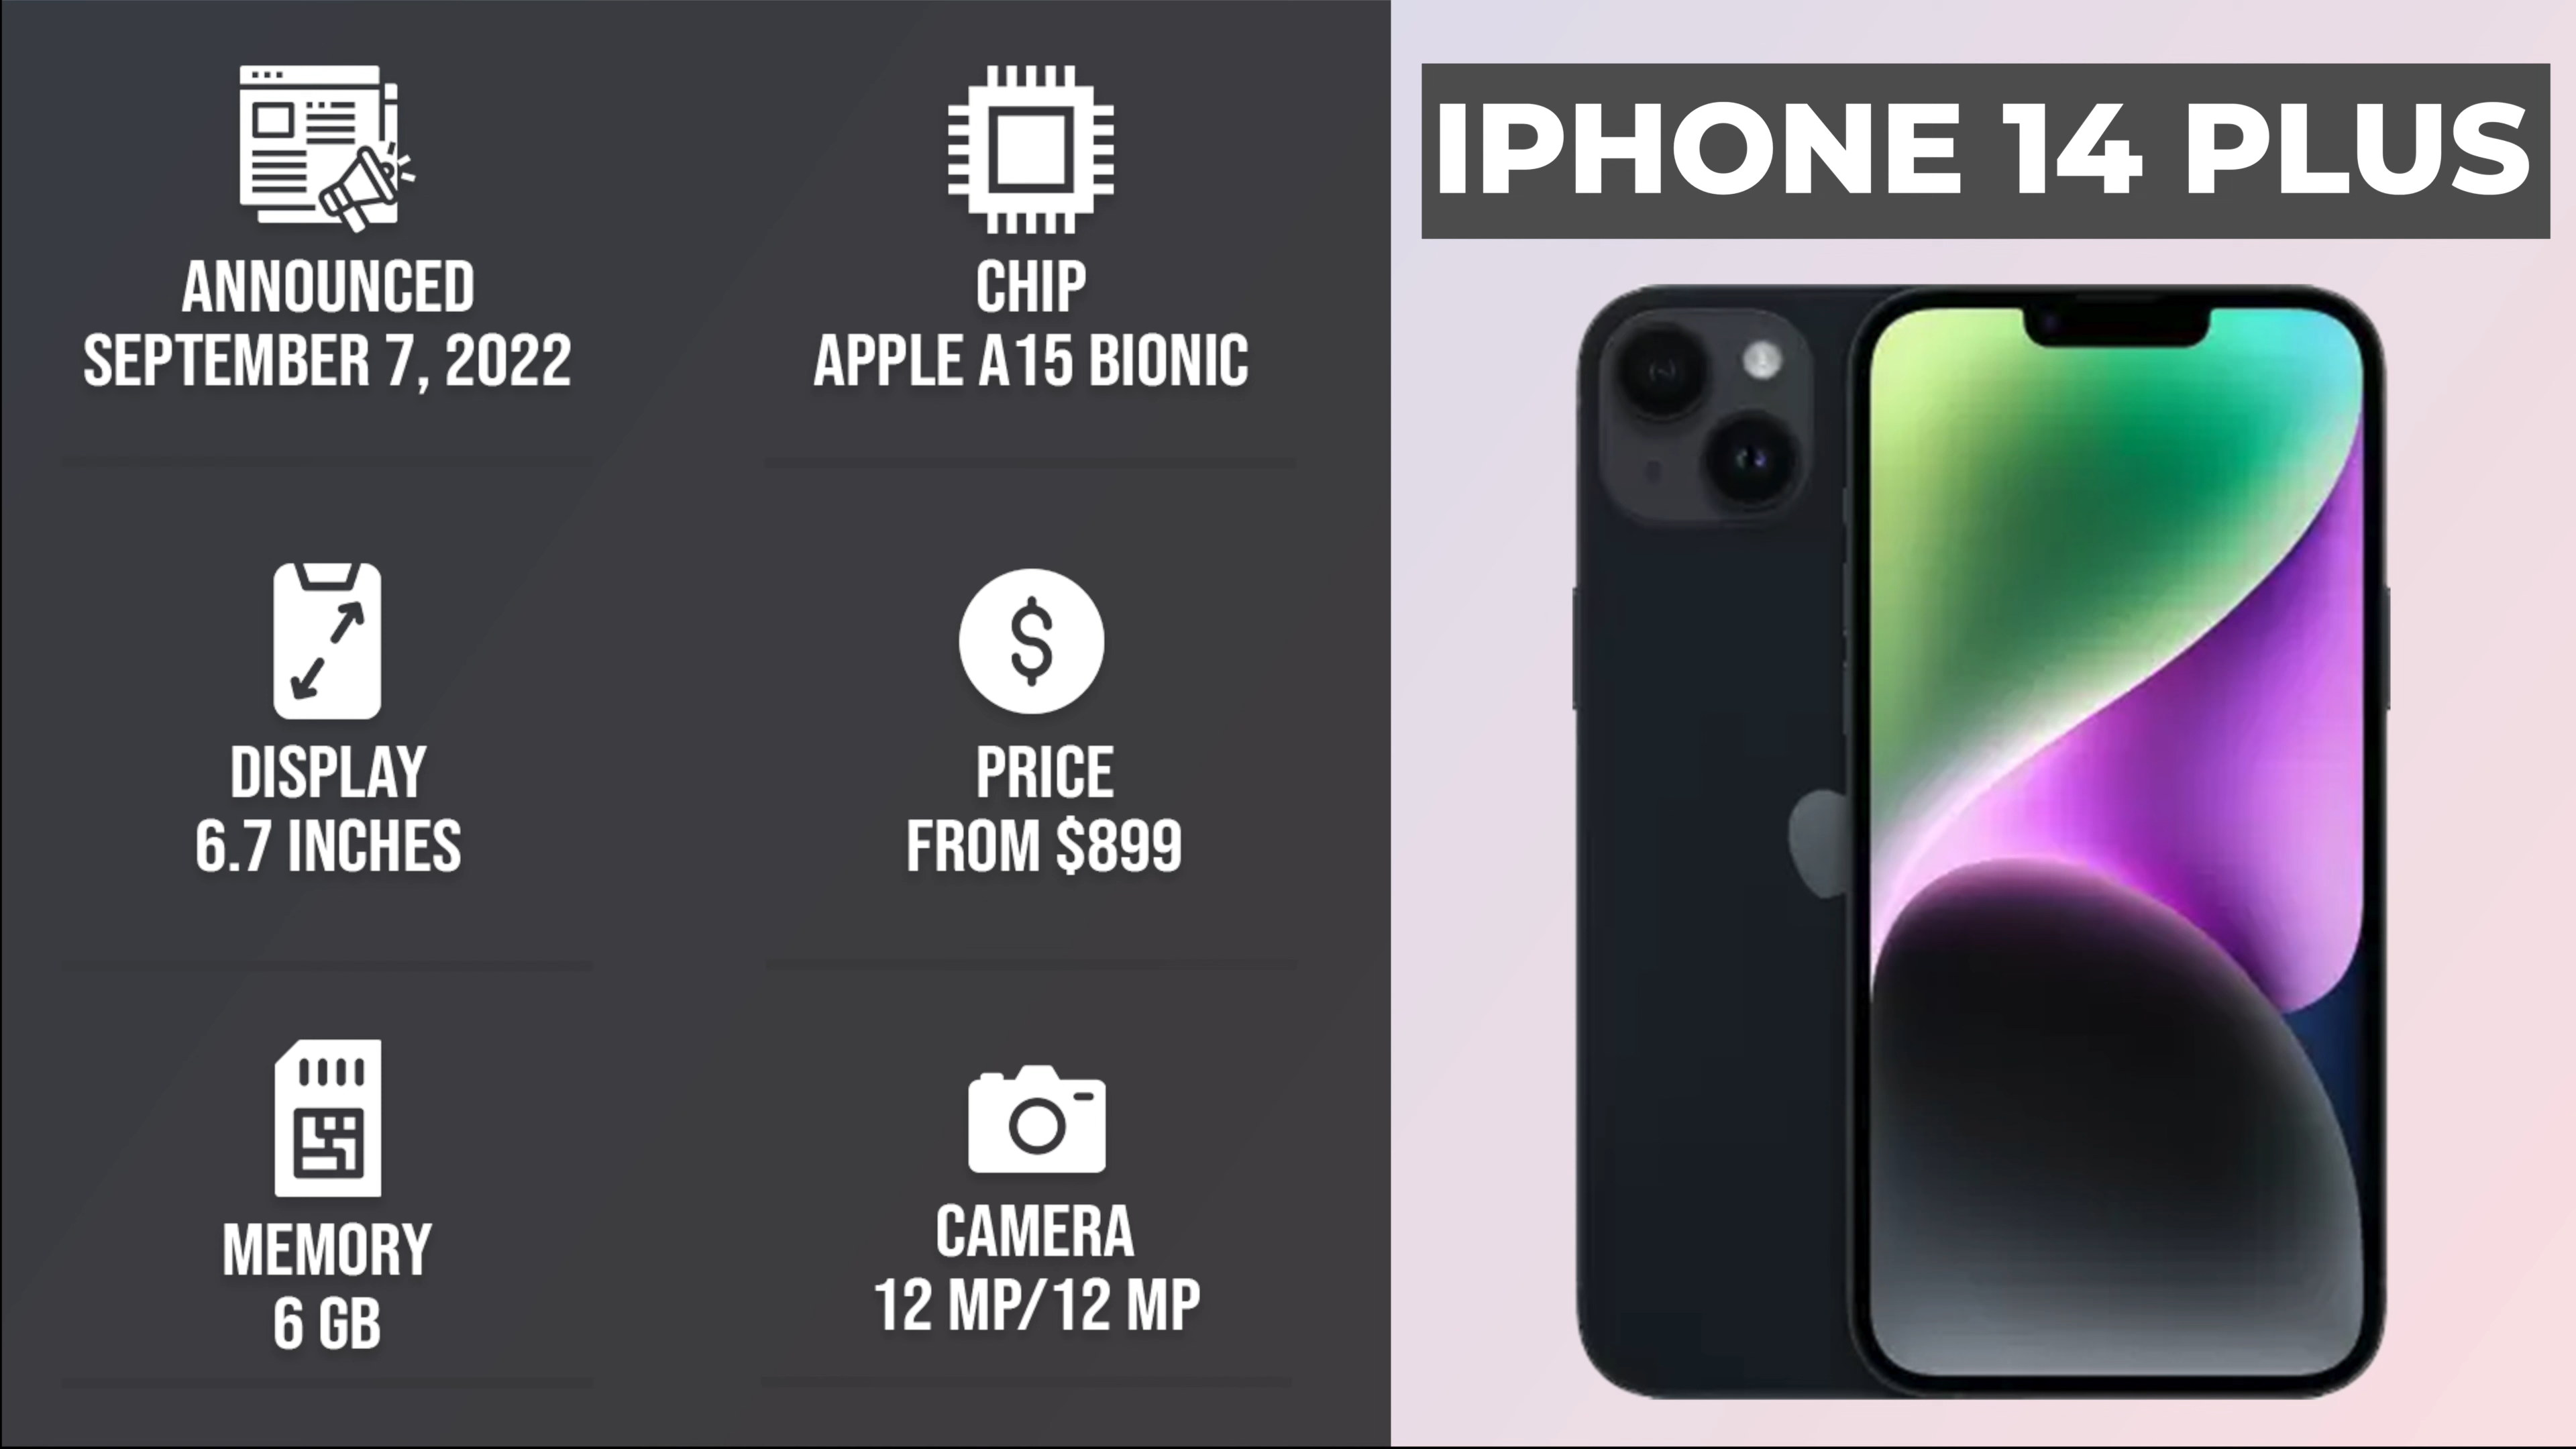 ANNOUNCED
SEPTEMBER 7, 2022
CHIP
APPLE A15 BIONIC
DISPLAY
6.7 INCHES
PRICE
FROM $899
MEMORY
6 GB
CAMERA
12 MP/12 MP
IPHONE 14 PLUS